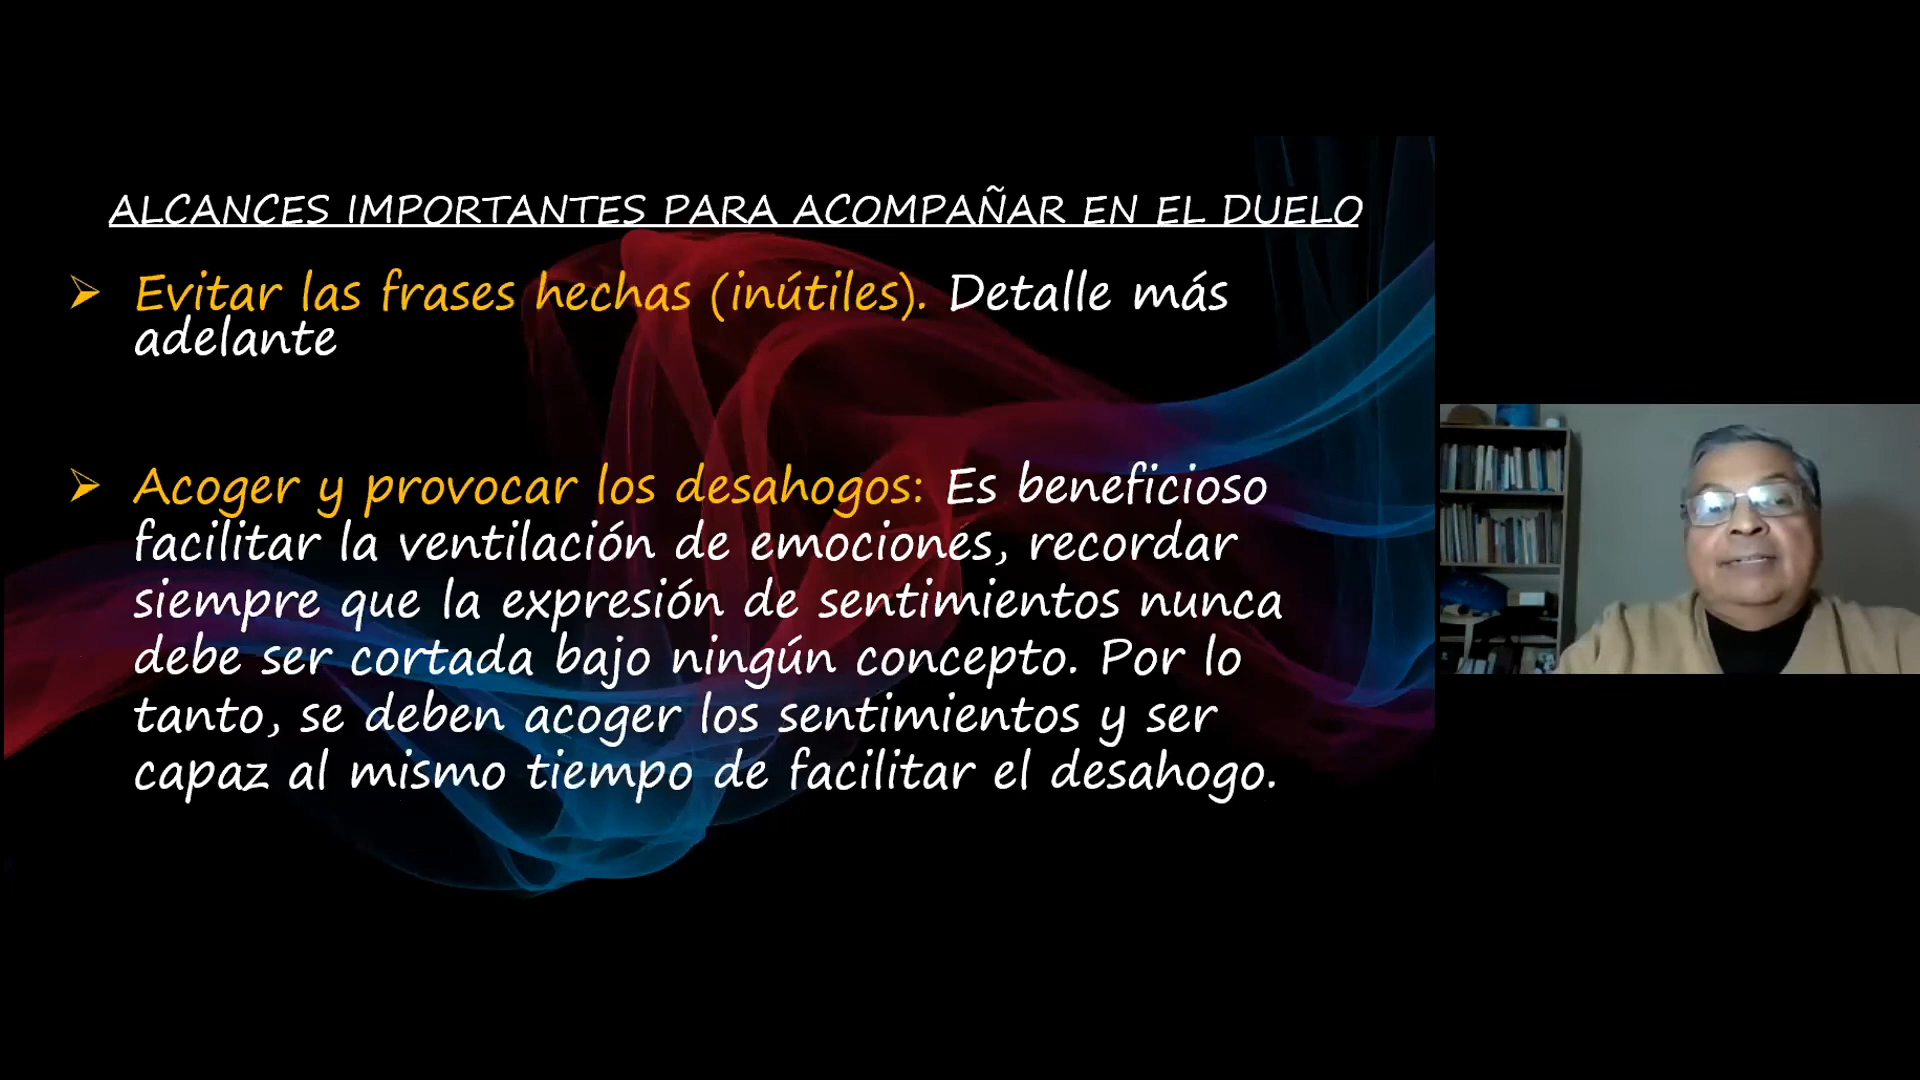 ALCANCES IMPORTANTES PARA ACOMPAÑAR EN EL DUELO
➢ Evitar las frases hechas (inútiles). Detalle más
adelante
➢ Acoger y provocar los desahogos: Es beneficioso
facilitar la ventilación de emociones, recordar
siempre que la expresión de sentimientos nunca
debe ser cortada bajo ningún concepto. Por lo
tanto, se deben acoger los sentimientos y ser
capaz al mismo tiempo de facilitar el desahogo.